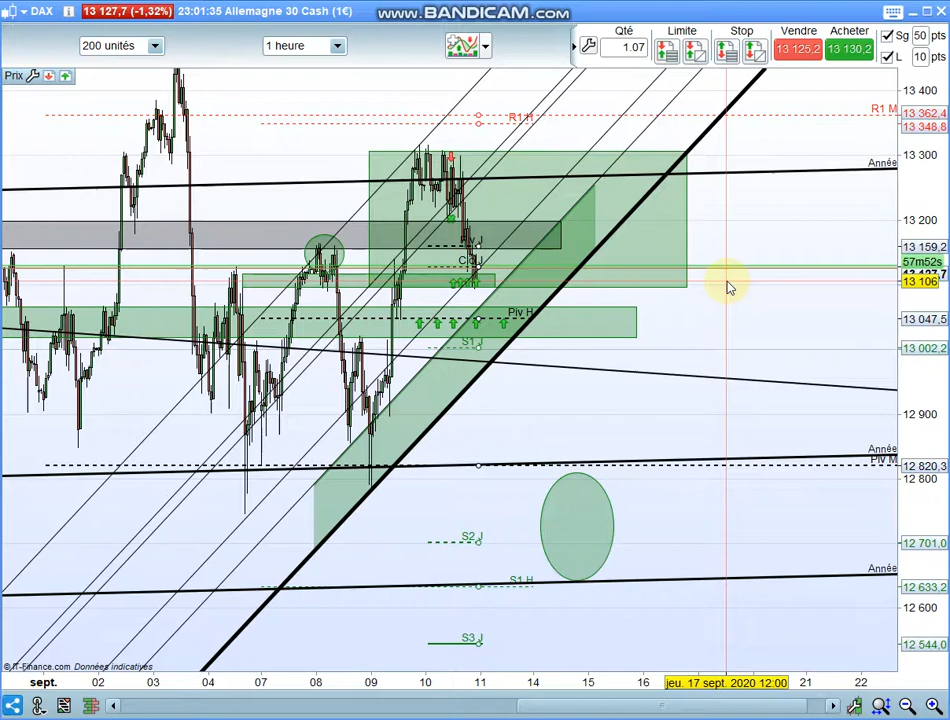 DAX
13 127,7 (-1,32%)
23:01:35 Allemagne 30 Cash (1€)
www.BANDICAM.com
200 unités
1 heure
Qté
1.07
Limite
Stop
Vendre
13 125,2
Acheter
13 130,2
Sg 50 pts
L 10 pts
Prix
13 400
R1 M
13 362,4
R1 H
13 348,8
13 300
Année
13 200
13 159,2
57m52s
13 106
Piv H
13 047,5
S1 J
13 002,2
12 900
Année
Piv M
12 820,3
12 800
S2 J
12 701,0
Année
S1 H
12 633,2
12 600
S3 J
12 544,0
© IT-Finance.com Données indicatives
sept. 02 03 04 07 08 09 10 11 14 15 16 jeu. 17 sept. 2020 12:00 21 22